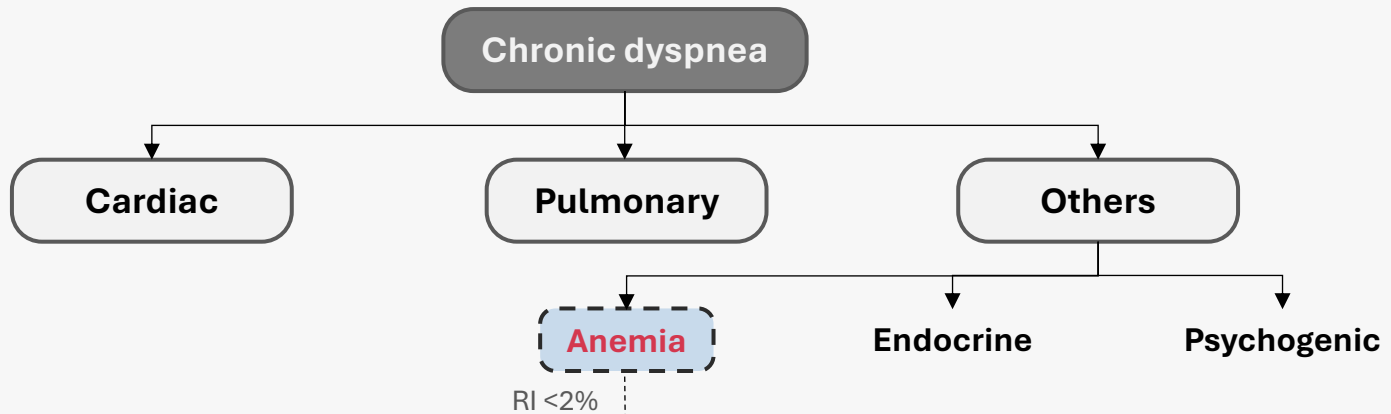 Chronic dyspnea
Cardiac
Pulmonary
Others
Anemia
Endocrine
Psychogenic
RI <2%